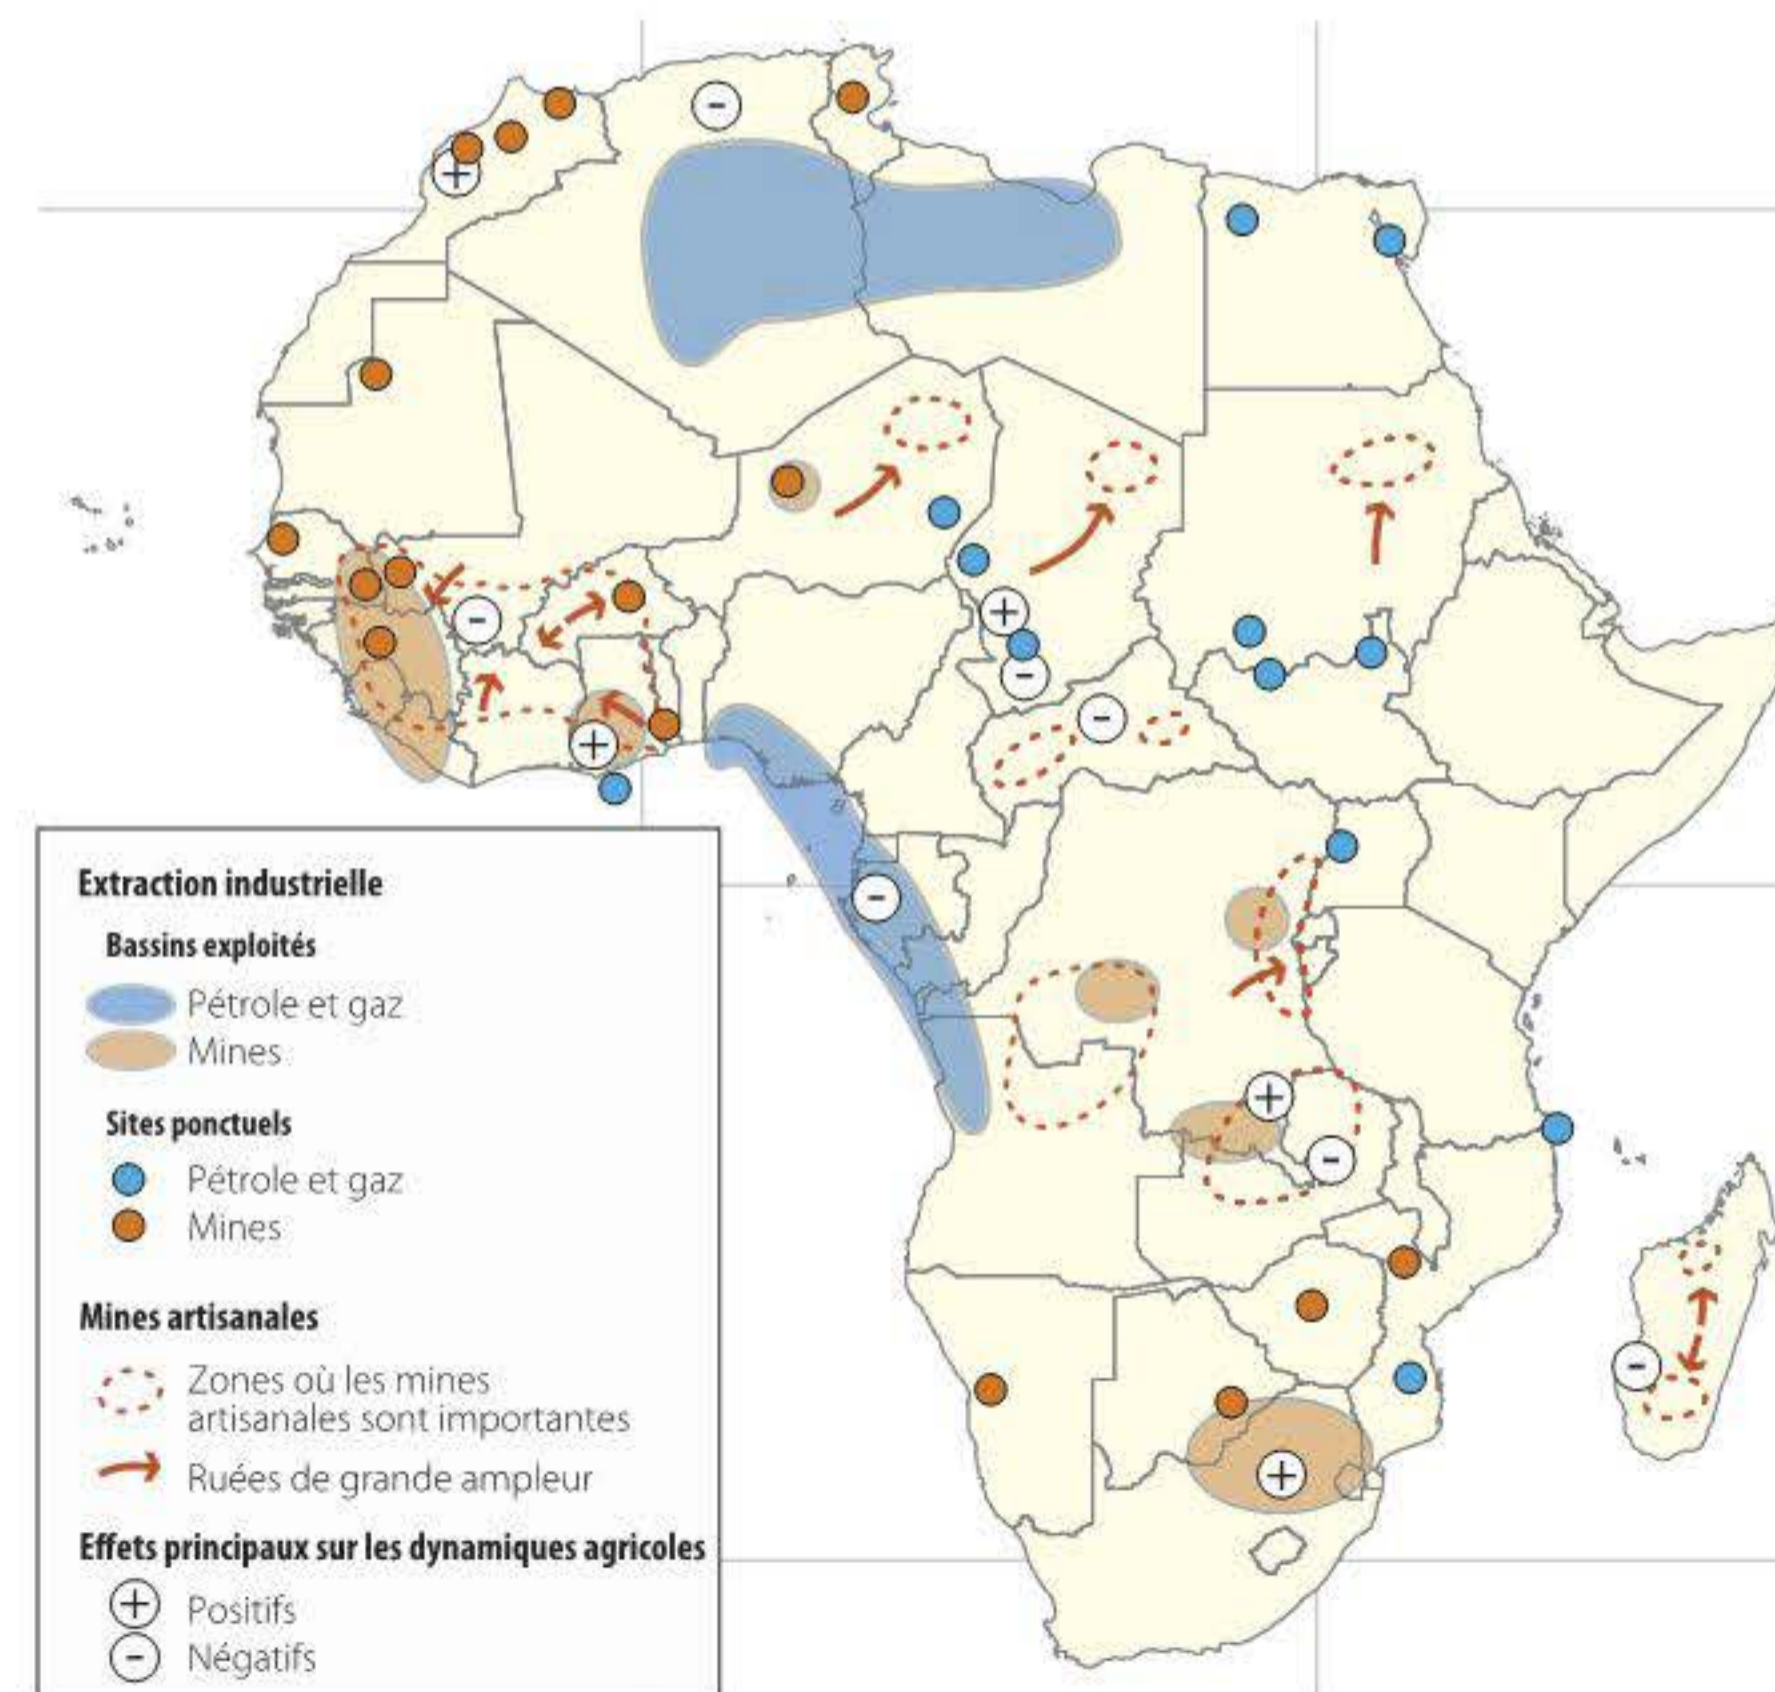 Extraction industrielle
Bassins exploités
Pétrole et gaz
Mines
Sites ponctuels
Pétrole et gaz
Mines
Mines artisanales
Zones où les mines
artisanales sont importantes
Ruées de grande ampleur
Effets principaux sur les dynamiques agricoles
Positifs
Négatifs